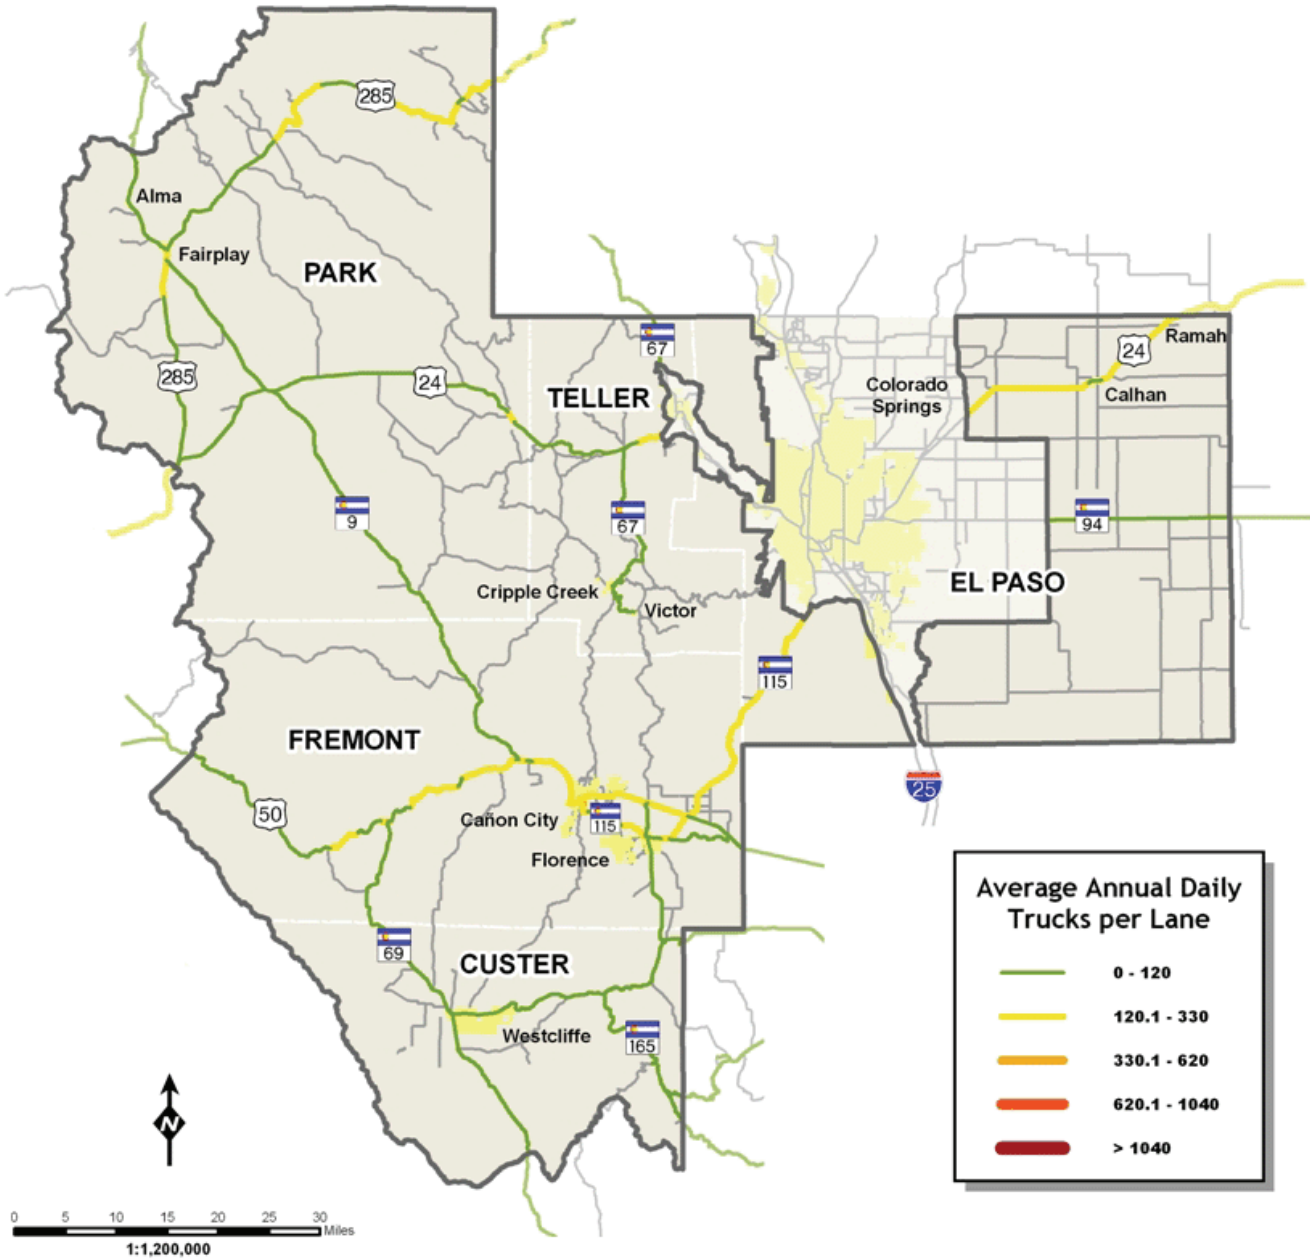 285
Alma
Fairplay
PARK
67
24
Ramah
285
24
TELLER
Colorado
Springs
Calhan
9
67
94
Cripple Creek
Victor
EL PASO
115
FREMONT
25
50
Cañon City
115
Florence
69
CUSTER
Westcliffe
165
Average Annual Daily
Trucks per Lane
0 - 120
120.1 - 330
330.1 - 620
620.1 - 1040
> 1040
N
0 5 10 15 20 25 30
Miles
1:1,200,000